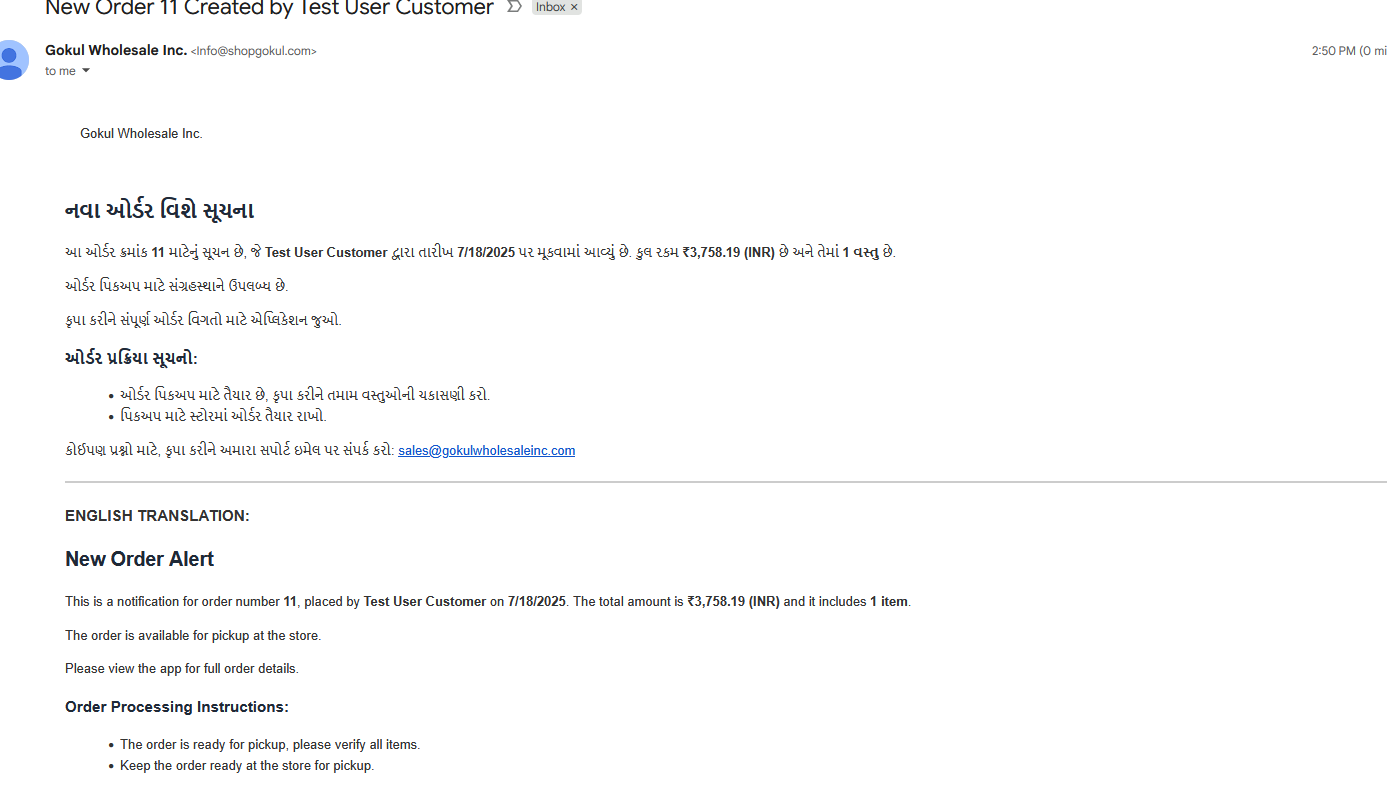 New Order 11 Created by Test User Customer Inbox ×
Gokul Wholesale Inc. <Info@shopgokul.com>
2:50 PM (0 mi
to me
Gokul Wholesale Inc.
નવા ઓર્ડર વિશે સૂચના
આ ઓર્ડર ક્રમાંક 11 માટેનું સૂચન છે, જે Test User Customer દ્વારા તારીખ 7/18/2025 પર મૂકવામાં આવ્યું છે. કુલ રકમ ₹3,758.19 (INR) છે અને તેમાં 1 વસ્તુ છે.
ઓર્ડર પિકઅપ માટે સંગ્રહસ્થાને ઉપલબ્ધ છે.
કૃપા કરીને સંપૂર્ણ ઓર્ડર વિગતો માટે એપ્લિકેશન જુઓ.
ઓર્ડર પ્રક્રિયા સૂચનો:
• ઓર્ડર પિકઅપ માટે તૈયાર છે, કૃપા કરીને તમામ વસ્તુઓની ચકાસણી કરો.
• પિકઅપ માટે સ્ટોરમાં ઓર્ડર તૈયાર રાખો.
કોઈપણ પ્રશ્નો માટે, કૃપા કરીને અમારા સપોર્ટ ઇમેલ પર સંપર્ક કરો: sales@gokulwholesaleinc.com
ENGLISH TRANSLATION:
New Order Alert
This is a notification for order number 11, placed by Test User Customer on 7/18/2025. The total amount is ₹3,758.19 (INR) and it includes 1 item.
The order is available for pickup at the store.
Please view the app for full order details.
Order Processing Instructions:
• The order is ready for pickup, please verify all items.
• Keep the order ready at the store for pickup.